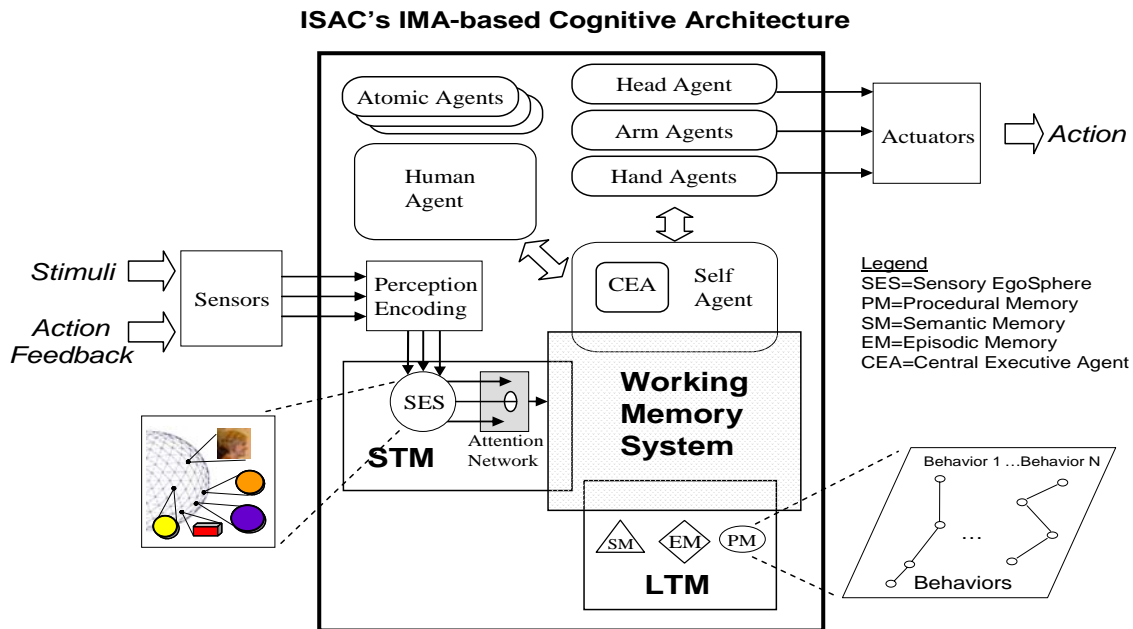 ISAC's IMA-based Cognitive Architecture
Atomic Agents
Head Agent
Arm Agents
Hand Agents
Actuators
Action
Human
Agent
Stimuli
Action
Feedback
Sensors
Perception
Encoding
CEA
Self
Agent
Legend
SES=Sensory EgoSphere
PM=Procedural Memory
SM=Semantic Memory
EM=Episodic Memory
CEA=Central Executive Agent
SES
Attention
Network
STM
Working
Memory
System
SM
EM
PM
LTM
Behavior 1 ...Behavior N
...
Behaviors